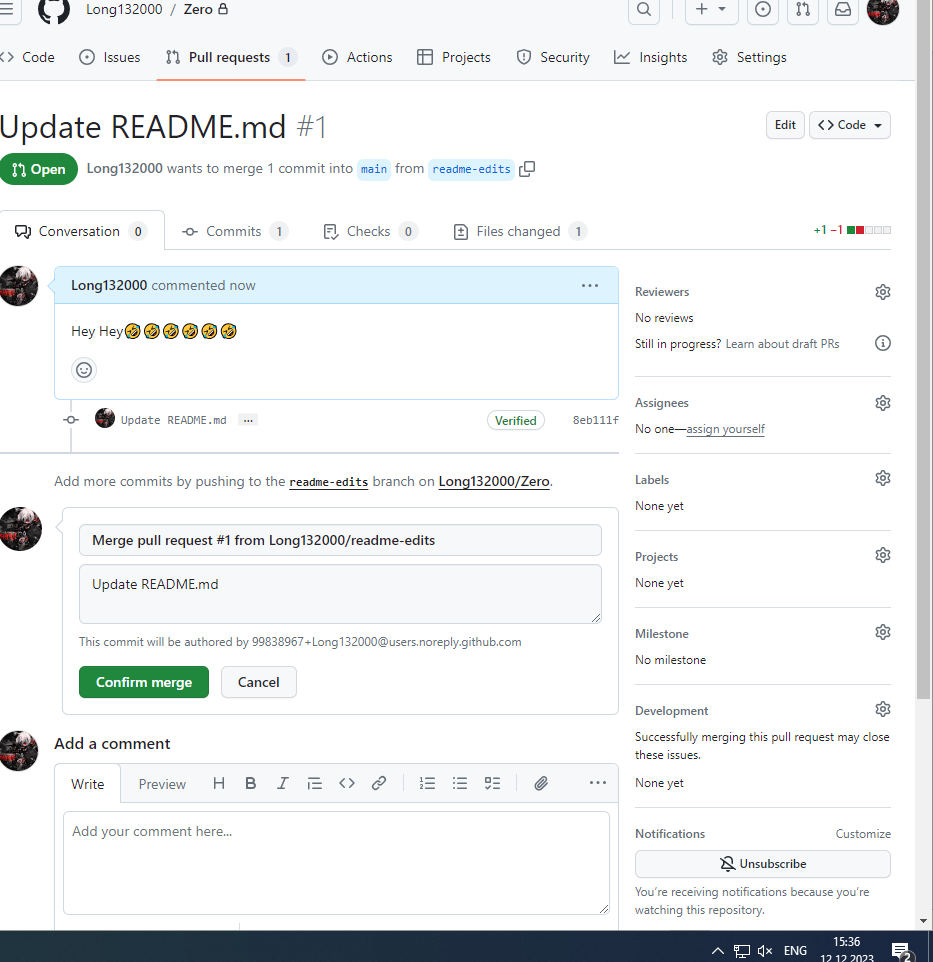 Long132000 / Zero
Code Issues Pull requests 1 Actions Projects Security Insights Settings
Update README.md #1
Edit
<> Code
Open
Long132000 wants to merge 1 commit into main from readme-edits
Conversation 0
Commits 1
Checks 0
Files changed 1
+1 −1
Long132000 commented now
Hey Hey🤣🤣🤣🤣🤣🤣
Update README.md
Verified
8eb111f
Add more commits by pushing to the readme-edits branch on Long132000/Zero.
Merge pull request #1 from Long132000/readme-edits
Update README.md
This commit will be authored by 99838967+Long132000@users.noreply.github.com
Confirm merge
Cancel
Add a comment
Write
Preview
Add your comment here...
Reviewers
No reviews
Still in progress? Learn about draft PRs
Assignees
No one—assign yourself
Labels
None yet
Projects
None yet
Milestone
No milestone
Development
Successfully merging this pull request may close
these issues.
None yet
Notifications
Customize
Unsubscribe
You're receiving notifications because you're
watching this repository.
ENG
15:36
12.12.2023
2